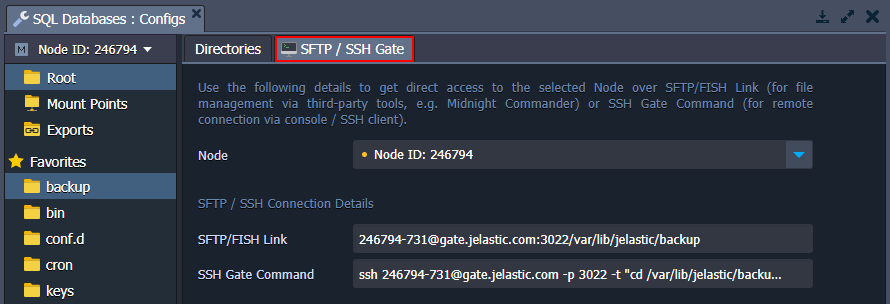 SQL Databases : Configs
M Node ID: 246794
Directories
SFTP / SSH Gate
Root
Mount Points
Exports
Favorites
backup
bin
conf.d
cron
keys
Use the following details to get direct access to the selected Node over SFTP/FISH Link (for file
management via third-party tools, e.g. Midnight Commander) or SSH Gate Command (for remote
connection via console / SSH client).
Node
Node ID: 246794
SFTP / SSH Connection Details
SFTP/FISH Link
246794-731@gate.jelastic.com:3022/var/lib/jelastic/backup
SSH Gate Command
ssh 246794-731@gate.jelastic.com -p 3022 -t "cd /var/lib/jelastic/backu...